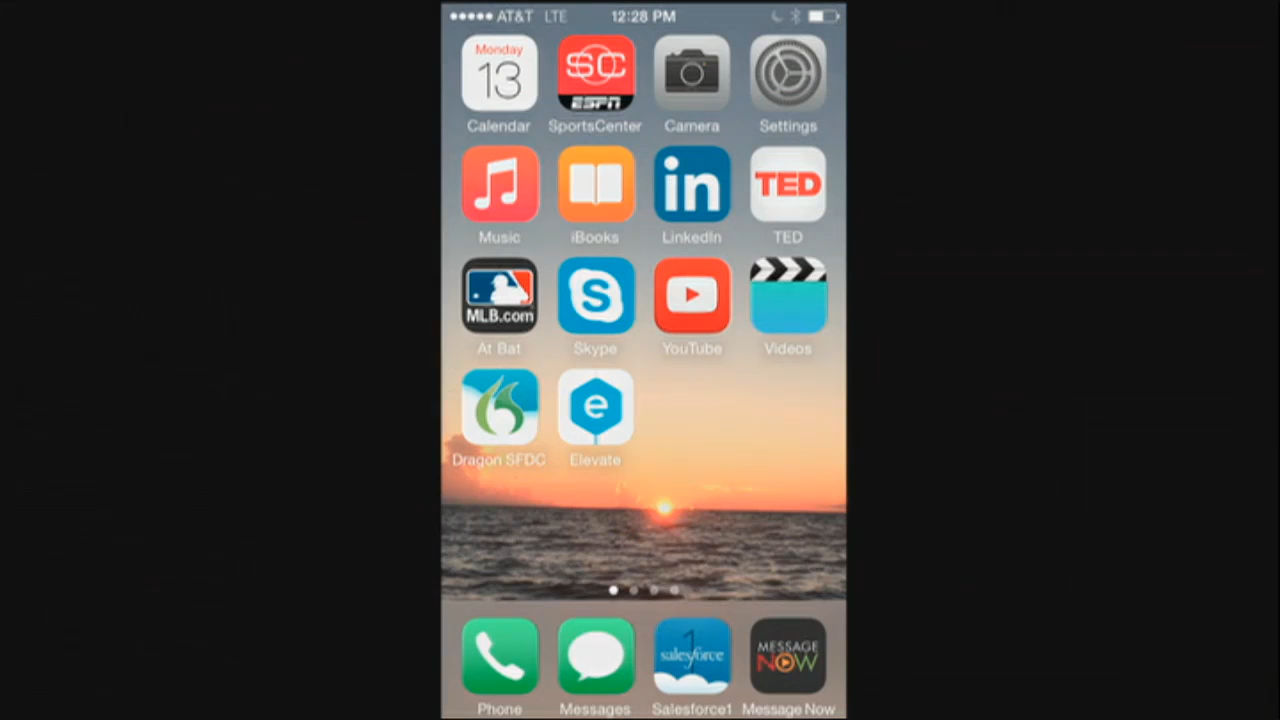 AT&T LTE 12:28 PM
Monday
13
SC
ESPN
Calendar SportsCenter Camera Settings
in
TED
Music iBooks LinkedIn TED
MLB.com
S
At Bat Skype YouTube Videos
e
Dragon SFDC Elevate
1
salesforce
MESSAGE
NOW
Phone Messages Salesforce1 Message Now